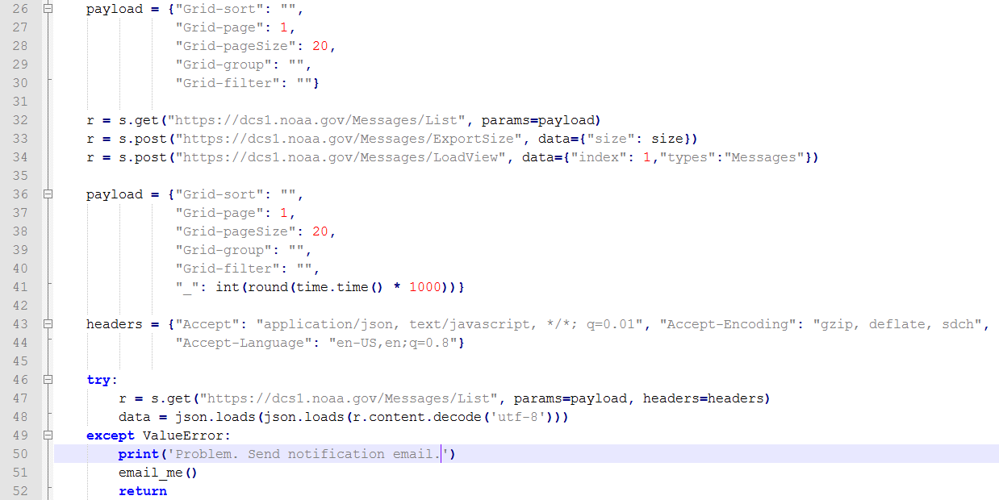 26 payload = {"Grid-sort": "",
27 "Grid-page": 1,
28 "Grid-pageSize": 20,
29 "Grid-group": "",
30 "Grid-filter": ""}
31
32 r = s.get("https://dcs1.noaa.gov/Messages/List", params=payload)
33 r = s.post("https://dcs1.noaa.gov/Messages/ExportSize", data={"size": size})
34 r = s.post("https://dcs1.noaa.gov/Messages/LoadView", data={"index": 1,"types":"Messages"})
35
36 payload = {"Grid-sort": "",
37 "Grid-page": 1,
38 "Grid-pageSize": 20,
39 "Grid-group": "",
40 "Grid-filter": "",
41 "_": int(round(time.time() * 1000))}
42
43 headers = {"Accept": "application/json, text/javascript, */*; q=0.01", "Accept-Encoding": "gzip, deflate, sdch",
44 "Accept-Language": "en-US,en;q=0.8"}
45
46 try:
47 r = s.get("https://dcs1.noaa.gov/Messages/List", params=payload, headers=headers)
48 data = json.loads(json.loads(r.content.decode('utf-8')))
49 except ValueError:
50 print('Problem. Send notification email.')
51 email_me()
52 return